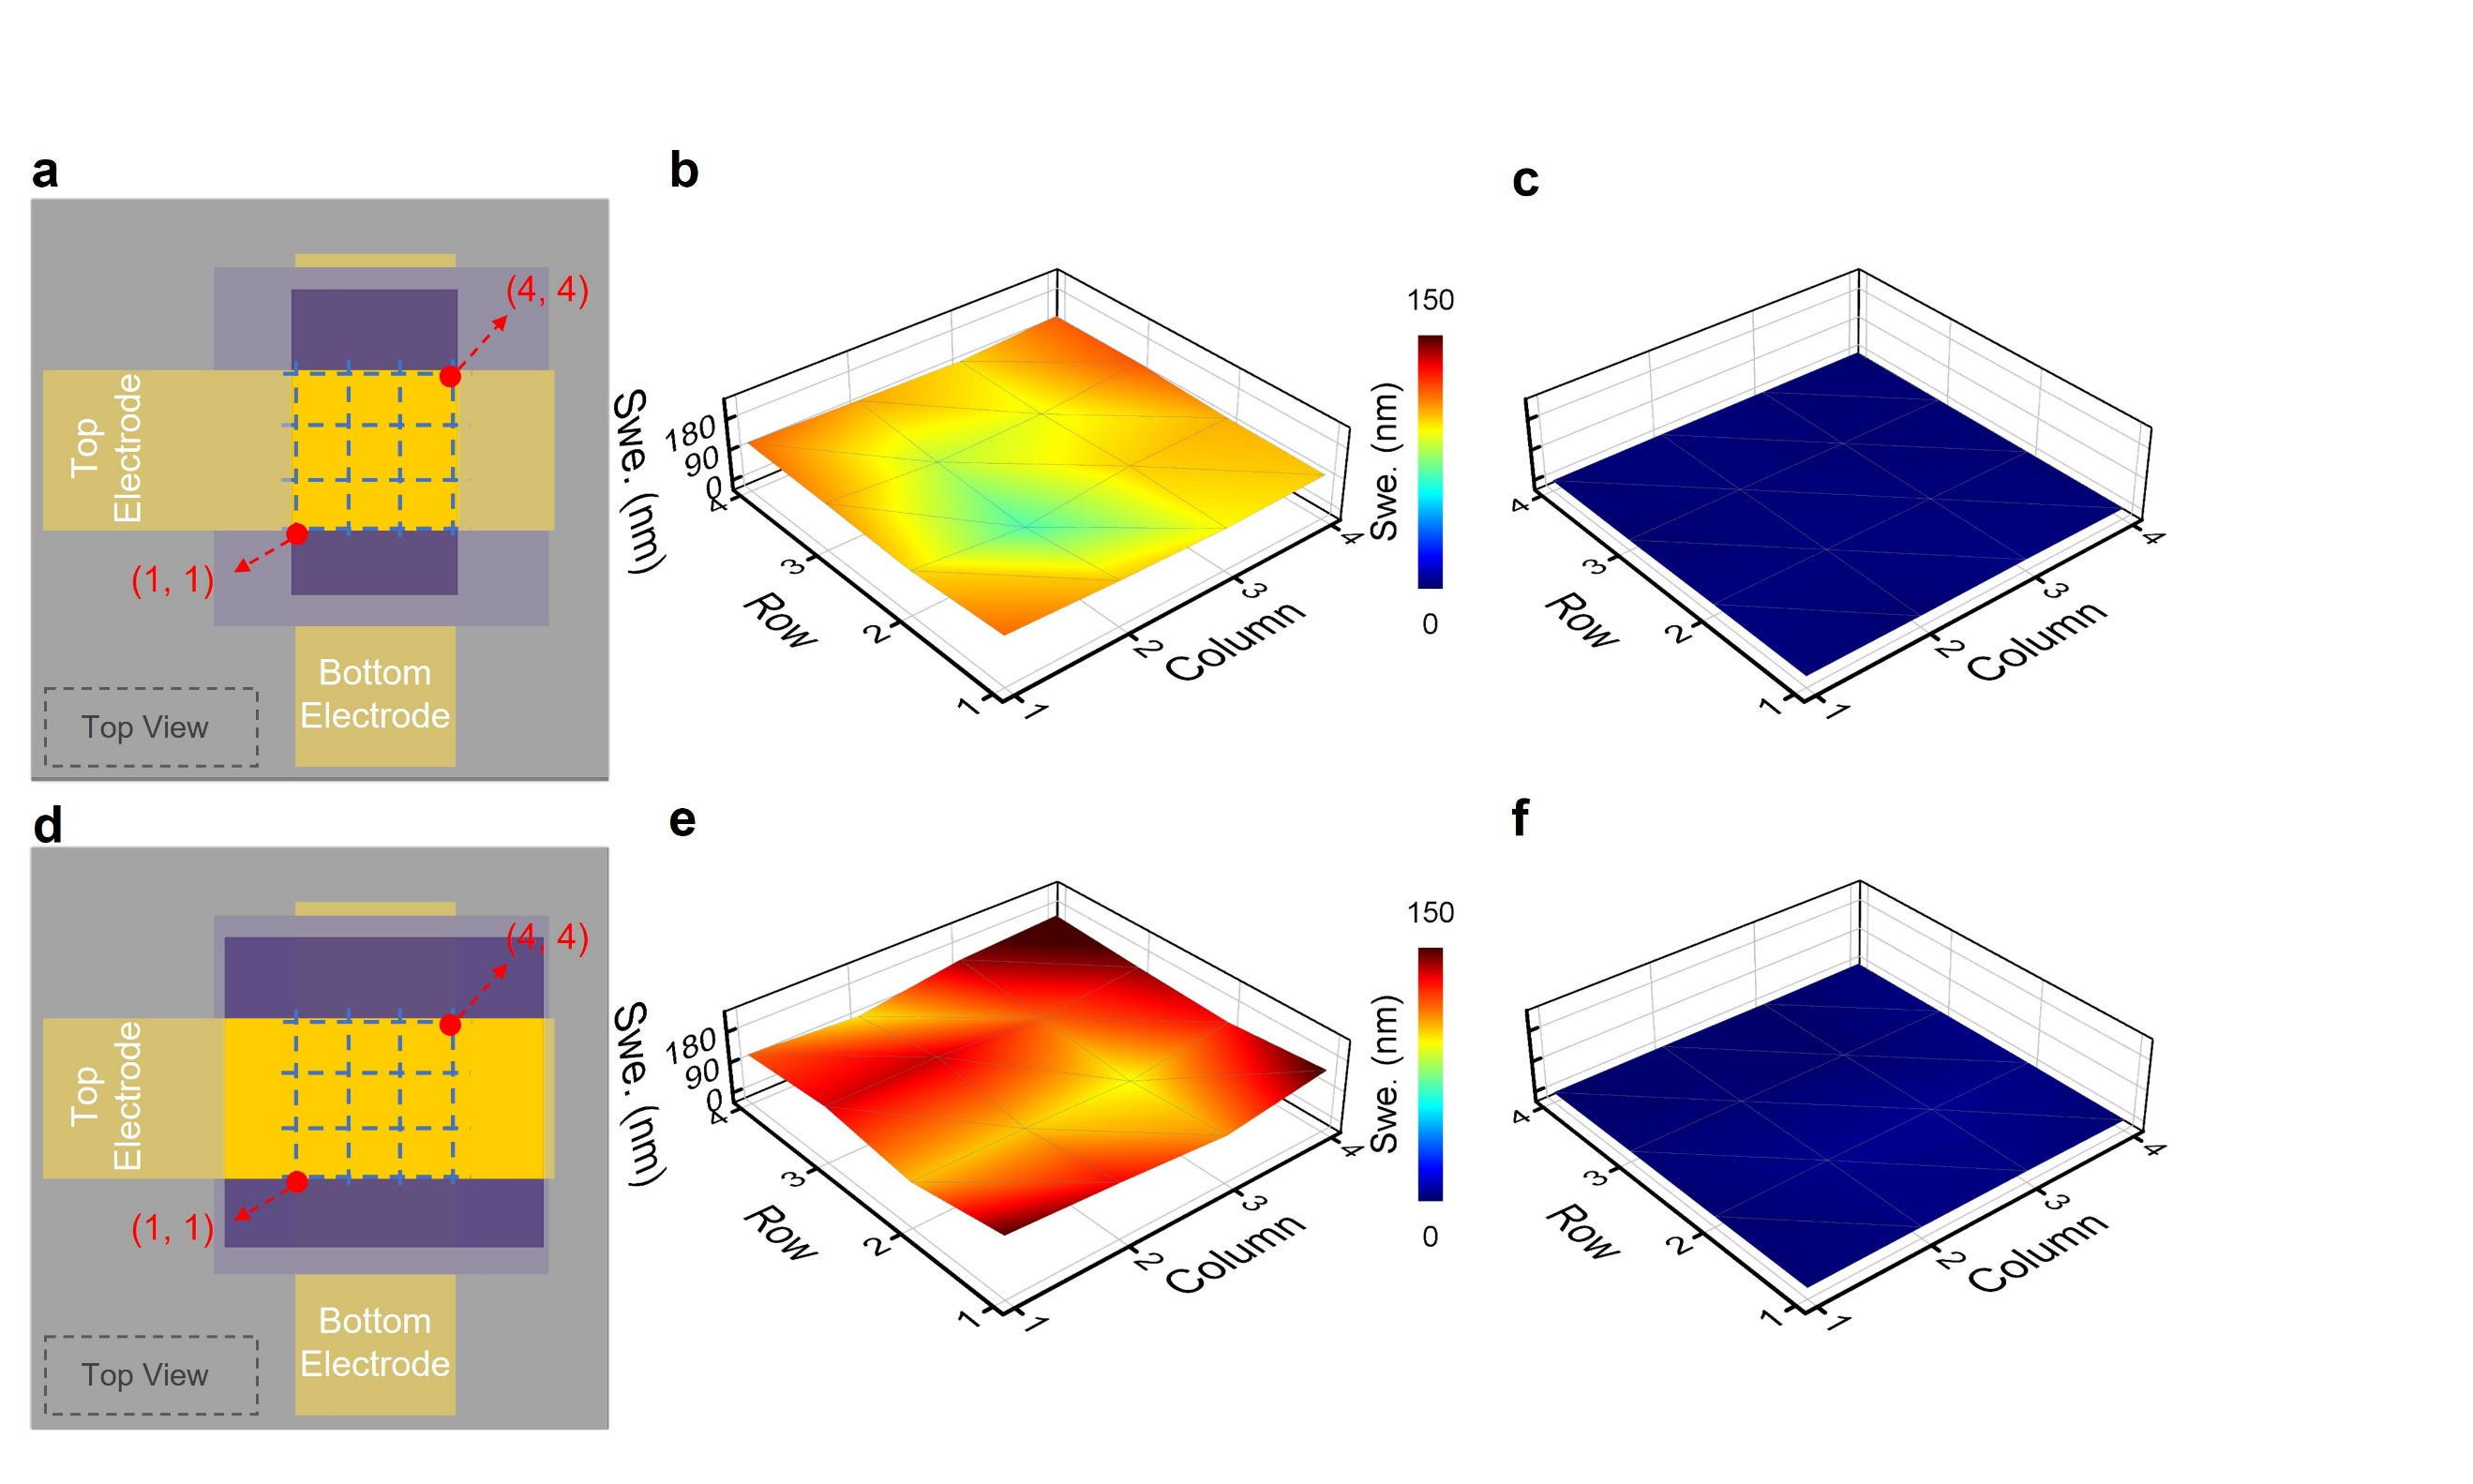 a
(4, 4)
Top
Electrode
(1, 1)
Bottom
Electrode
Top View
b
Swe. (nm)
180
90
0
4
3
2
1
Row
1
2
3
4
Column
150
Swe. (nm)
0
c
4
3
2
1
Row
1
2
3
4
Column
d
(4, 4)
Top
Electrode
(1, 1)
Bottom
Electrode
Top View
e
Swe. (nm)
180
90
0
4
3
2
1
Row
1
2
3
4
Column
150
Swe. (nm)
0
f
4
3
2
1
Row
1
2
3
4
Column